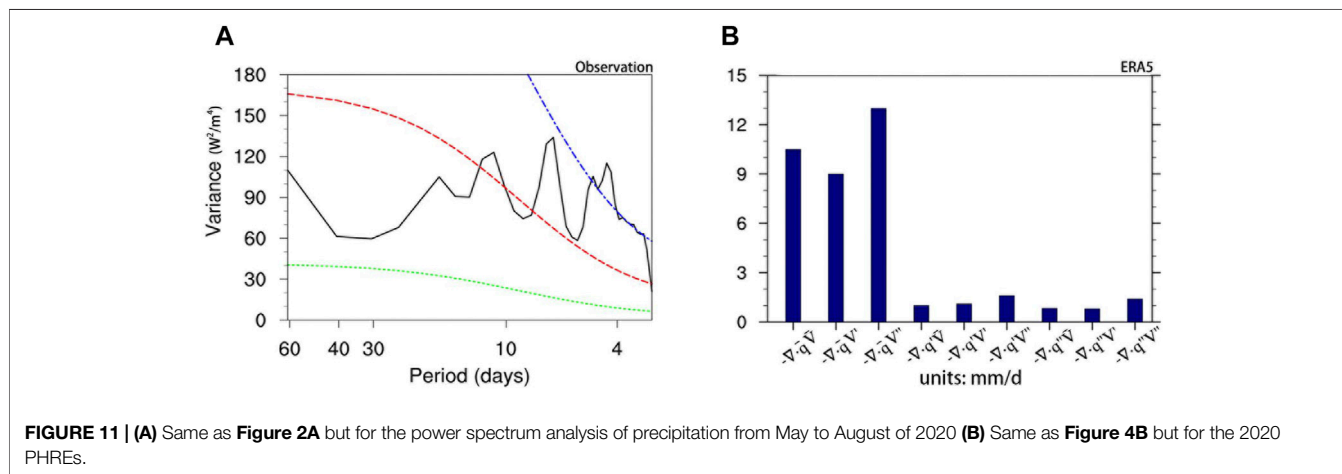 A
Observation
180
150
120
90
60
30
0
Variance (W²/m⁴)
60 40 30 10 4
Period (days)
B
ERA5
15
12
9
6
3
0
-∇·q̄V̄ -∇·q̄V' -∇·q̄V'' -∇·q'V̄ -∇·q'V' -∇·q'V'' -∇·q''V̄ -∇·q''V' -∇·q''V''
units: mm/d
FIGURE 11 | (A) Same as Figure 2A but for the power spectrum analysis of precipitation from May to August of 2020 (B) Same as Figure 4B but for the 2020
PHREs.